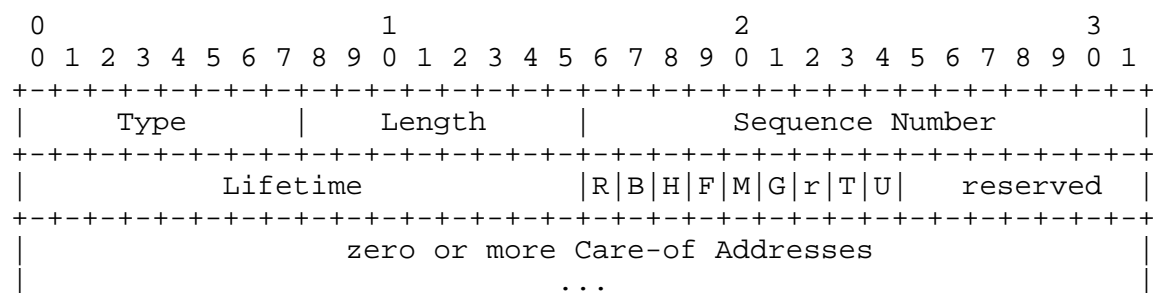 0                   1                   2                   3
 0 1 2 3 4 5 6 7 8 9 0 1 2 3 4 5 6 7 8 9 0 1 2 3 4 5 6 7 8 9 0 1
+-+-+-+-+-+-+-+-+-+-+-+-+-+-+-+-+-+-+-+-+-+-+-+-+-+-+-+-+-+-+-+-+
|     Type      |    Length     |        Sequence Number        |
+-+-+-+-+-+-+-+-+-+-+-+-+-+-+-+-+-+-+-+-+-+-+-+-+-+-+-+-+-+-+-+-+
|           Lifetime            |R|B|H|F|M|G|r|T|U|   reserved  |
+-+-+-+-+-+-+-+-+-+-+-+-+-+-+-+-+-+-+-+-+-+-+-+-+-+-+-+-+-+-+-+-+
|                  zero or more Care-of Addresses               |
|                              ...                              |